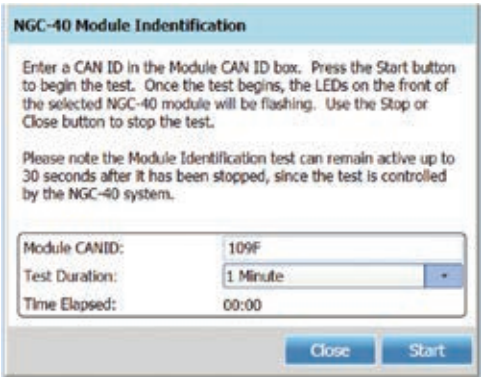 NGC-40 Module Indentification
Enter a CAN ID in the Module CAN ID box. Press the Start button
to begin the test. Once the test begins, the LEDs on the front of
the selected NGC-40 module will be flashing. Use the Stop or
Close button to stop the test.
Please note the Module Identification test can remain active up to
30 seconds after it has been stopped, since the test is controlled
by the NGC-40 system.
Module CANID: 109F
Test Duration: 1 Minute
Time Elapsed: 00:00
Close Start